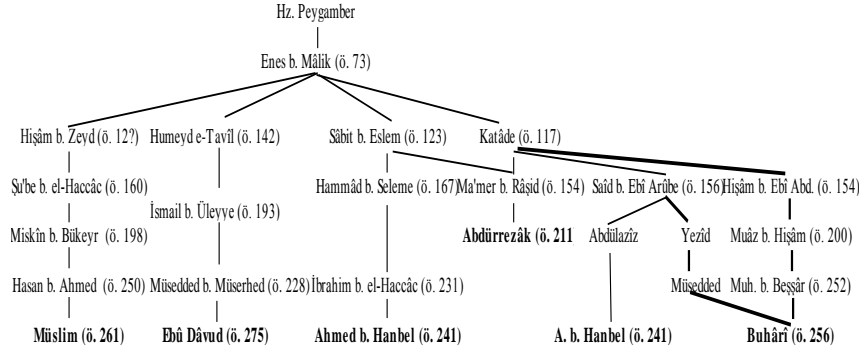 Hz. Peygamber
Enes b. Mâlik (ö. 73)
Hişâm b. Zeyd (ö. 12?) Humeyd e-Tavîl (ö. 142) Sâbit b. Eslem (ö. 123) Katâde (ö. 117)
Şu'be b. el-Haccâc (ö. 160) Hammâd b. Seleme (ö. 167) Ma'mer b. Râşid (ö. 154) Saîd b. Ebî Arûbe (ö. 156) Hişâm b. Ebî Abd. (ö. 154)
İsmail b. Üleyye (ö. 193)
Miskîn b. Bükeyr (ö. 198) Abdürrezâk (ö. 211 Abdülazîz Yezîd Muâz b. Hişâm (ö. 200)
Hasan b. Ahmed (ö. 250) Müsedded b. Müserhed (ö. 228) İbrahim b. el-Haccâc (ö. 231) Müsedded Muh. b. Beşşâr (ö. 252)
Müslim (ö. 261) Ebû Dâvud (ö. 275) Ahmed b. Hanbel (ö. 241) A. b. Hanbel (ö. 241) Buhârî (ö. 256)